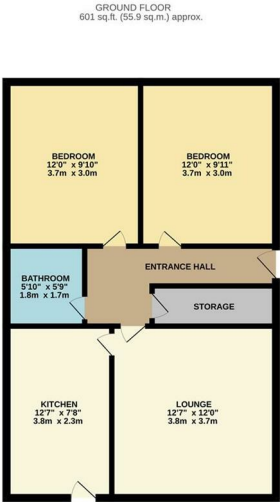 GROUND FLOOR
601 sq.ft. (55.9 sq.m.) approx.
BEDROOM
12'0" x 9'10"
3.7m x 3.0m
BEDROOM
12'0" x 9'11"
3.7m x 3.0m
ENTRANCE HALL
BATHROOM
5'10" x 5'9"
1.8m x 1.7m
STORAGE
KITCHEN
12'7" x 7'8"
3.8m x 2.3m
LOUNGE
12'7" x 12'0"
3.8m x 3.7m